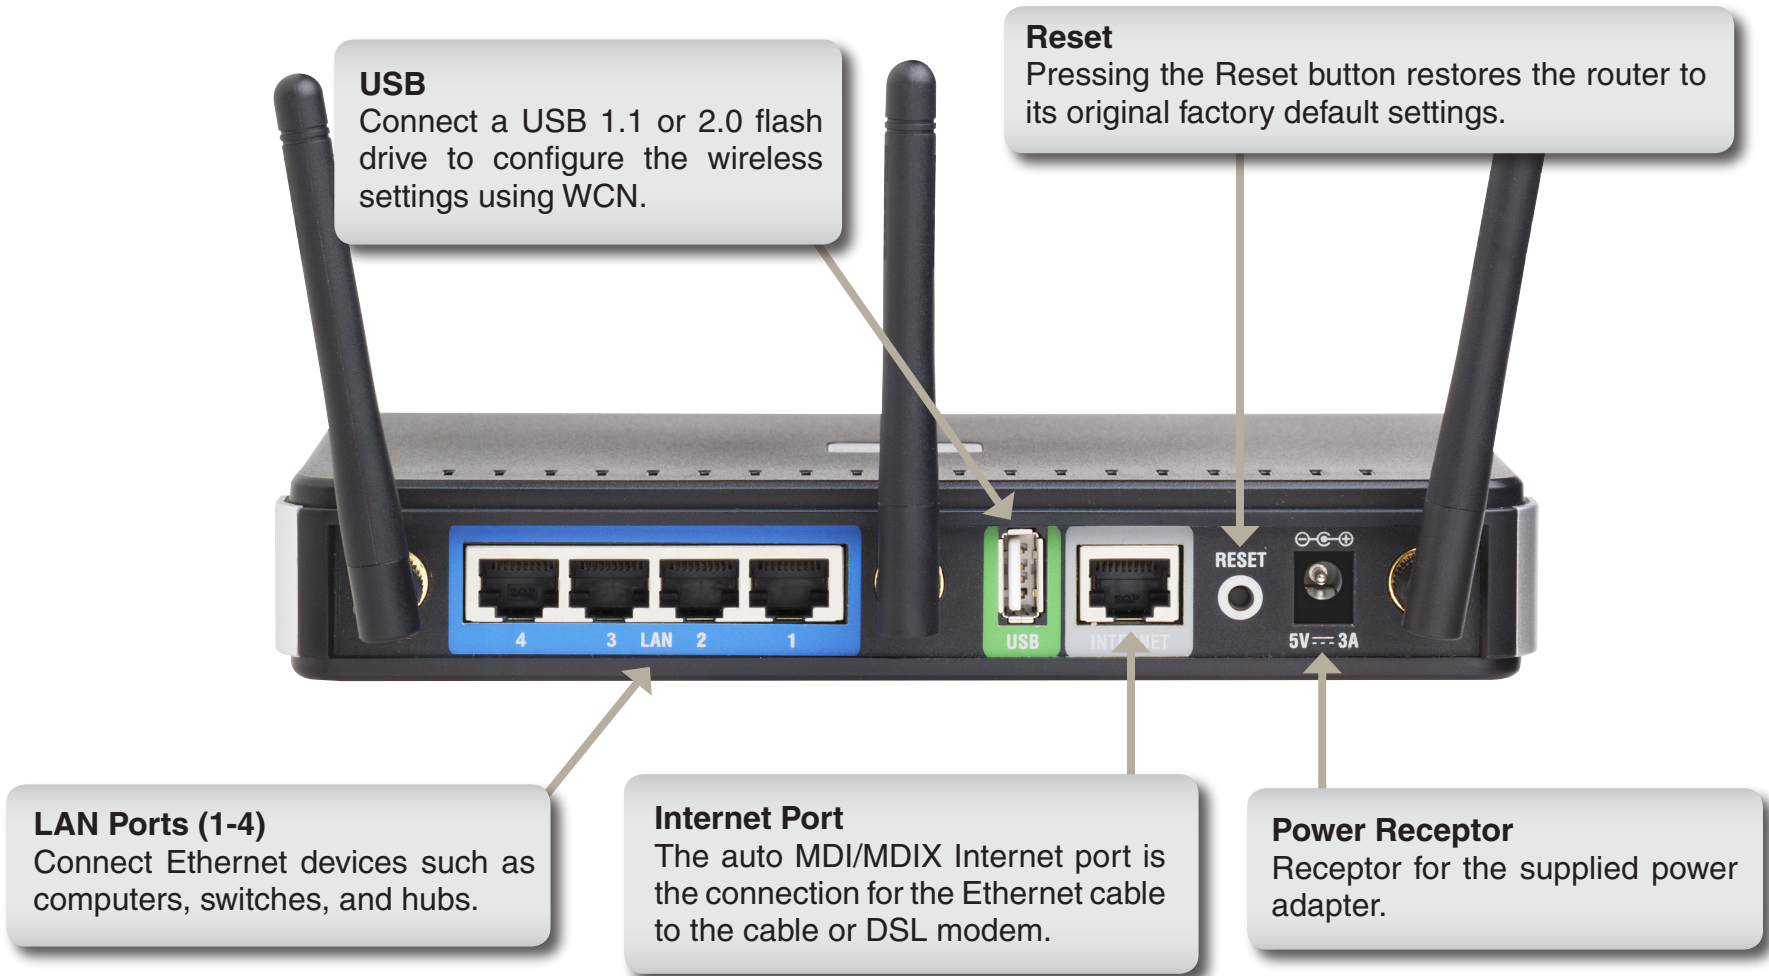 USB
Connect a USB 1.1 or 2.0 flash
drive to configure the wireless
settings using WCN.
Reset
Pressing the Reset button restores the router to
its original factory default settings.
RESET
4 3 LAN 2 1
USB
INTERNET
5V 3A
LAN Ports (1-4)
Connect Ethernet devices such as
computers, switches, and hubs.
Internet Port
The auto MDI/MDIX Internet port is
the connection for the Ethernet cable
to the cable or DSL modem.
Power Receptor
Receptor for the supplied power
adapter.